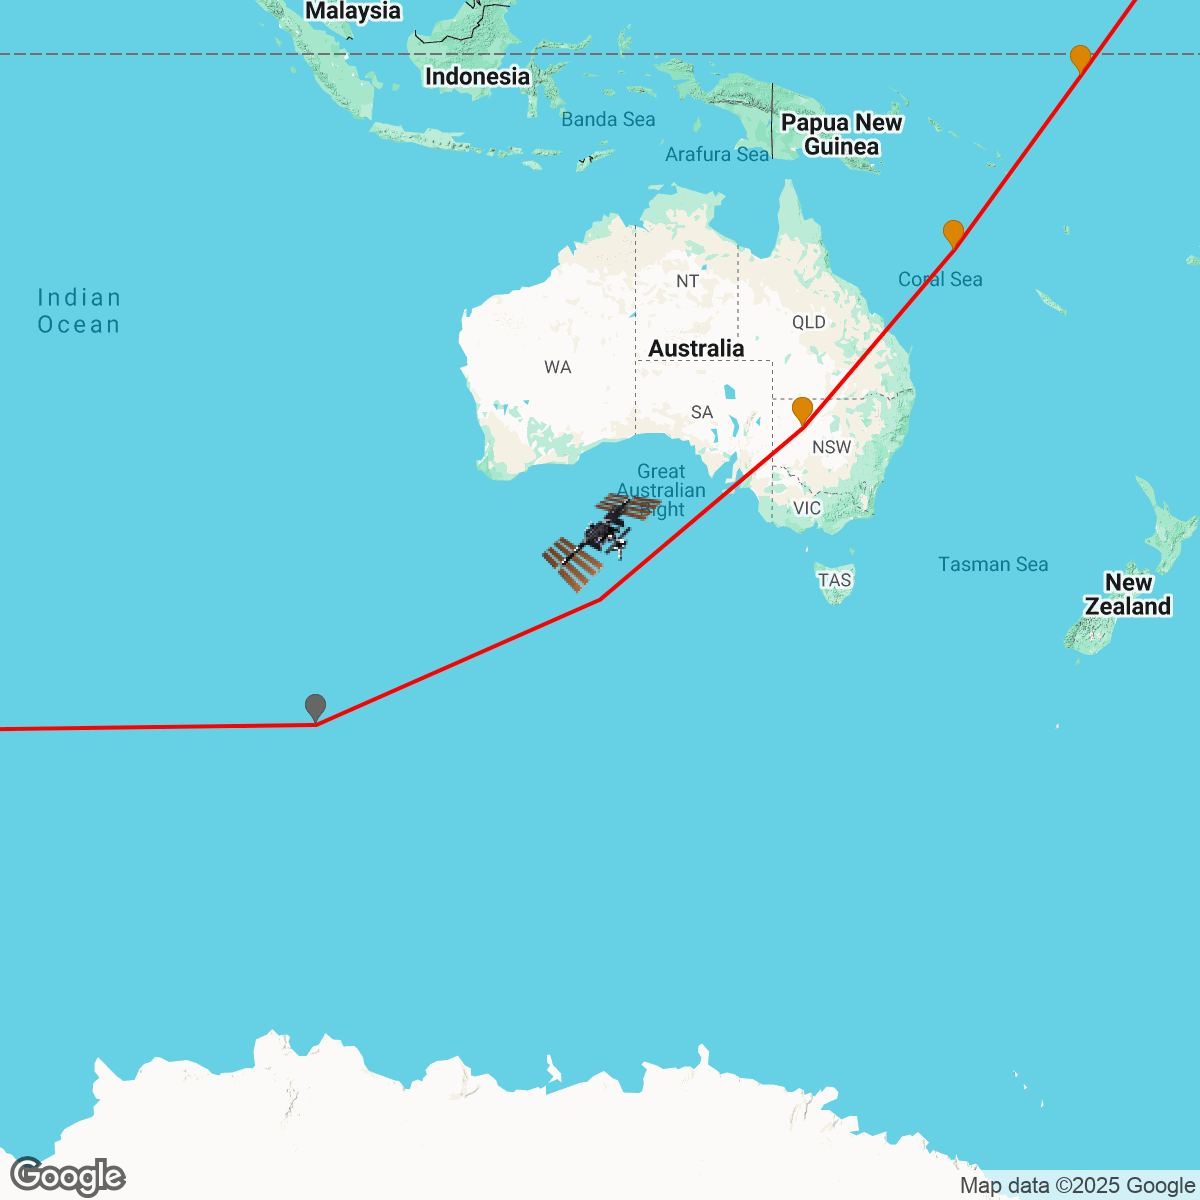 Malaysia
Indonesia
Banda Sea
Papua New
Guinea
Arafura Sea
Indian
Ocean
NT
Coral Sea
QLD
Australia
WA
SA
NSW
Great
Australian
Bight
VIC
TAS
Tasman Sea
New
Zealand
Google
Map data ©2025 Google